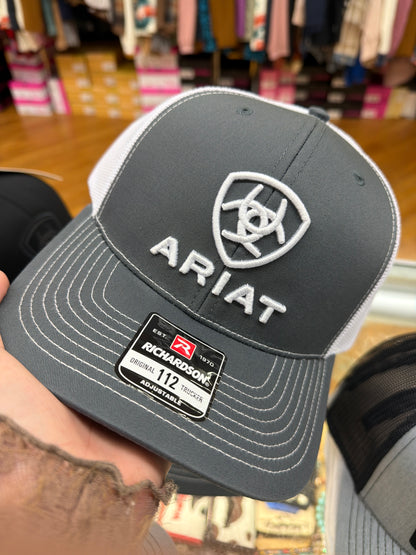 ARIAT
EST. R 1970
RICHARDSON
ORIGINAL 112 TRUCKER
ADJUSTABLE